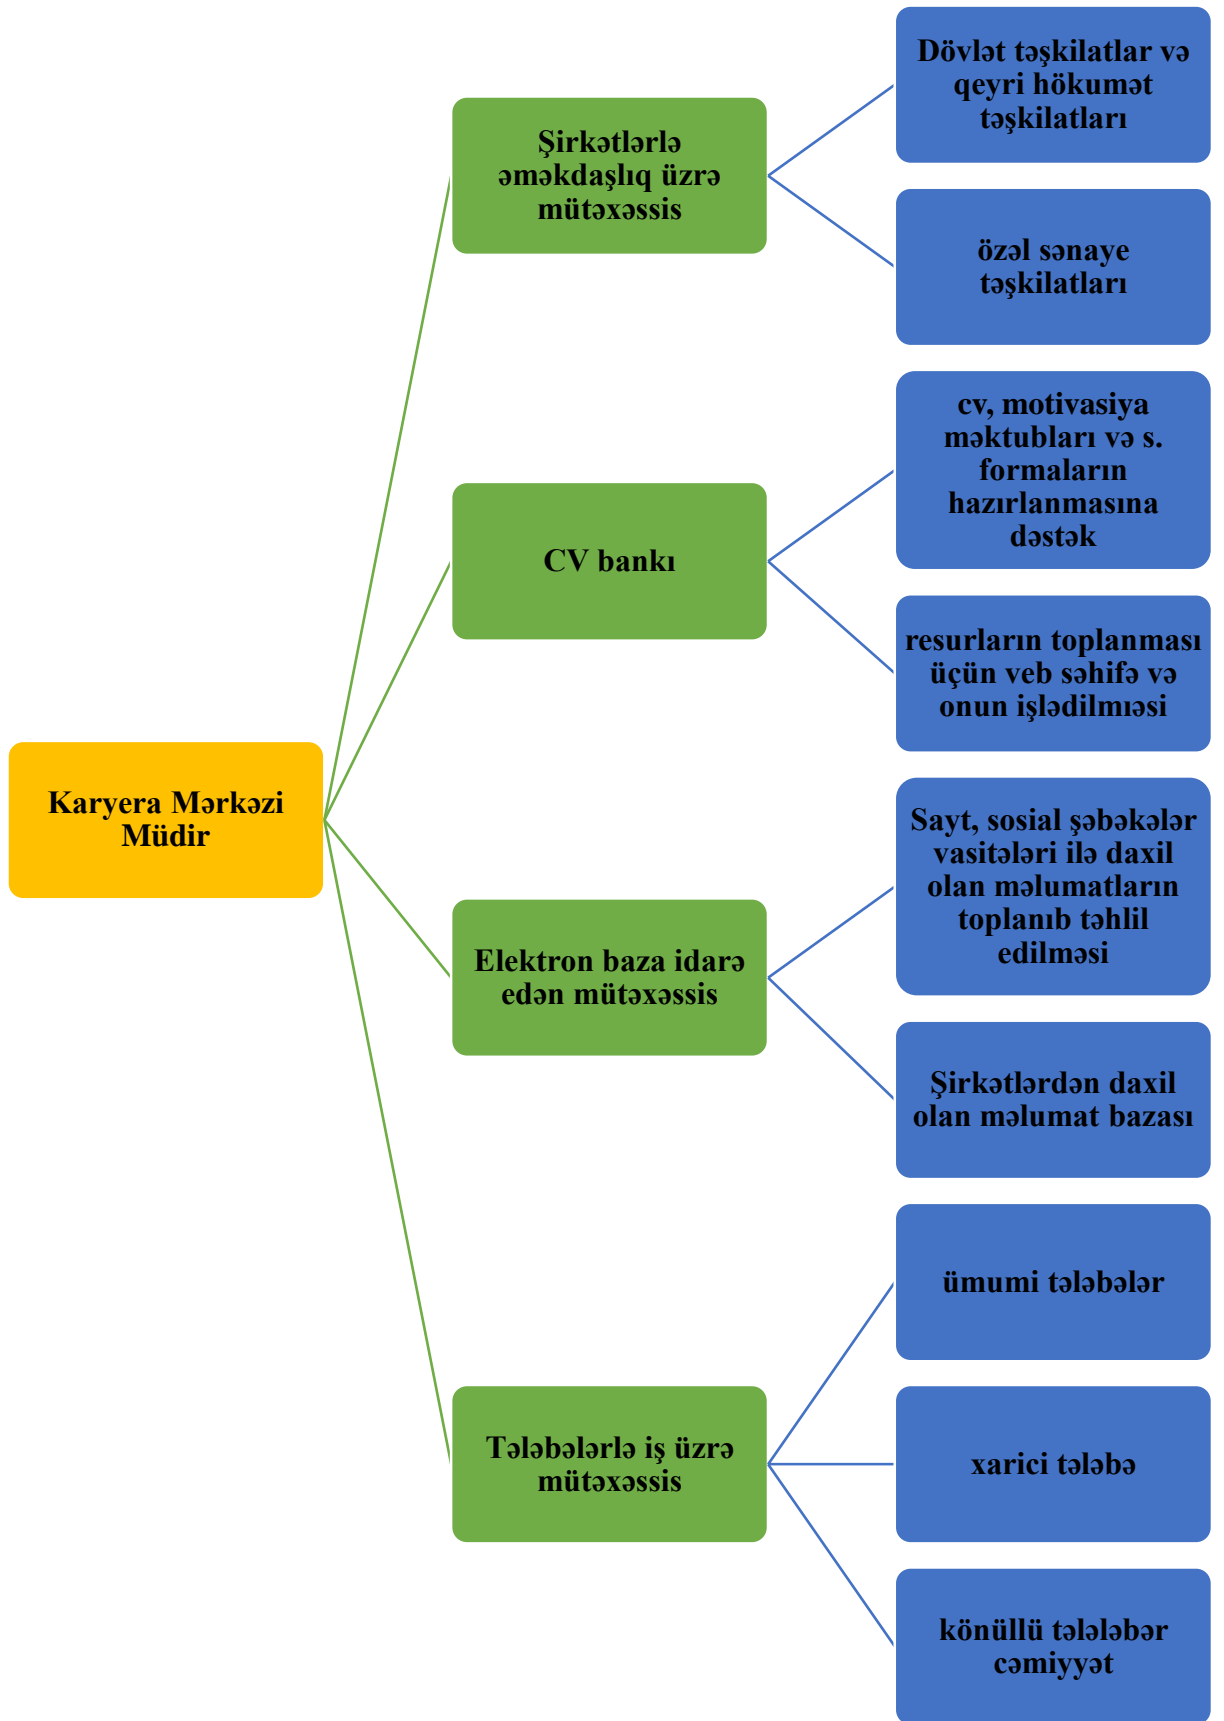 Dövlət təşkilatlar və
qeyri hökumət
təşkilatları
Şirkətlərlə
əməkdaşlıq üzrə
mütəxəssis
özəl sənaye
təşkilatları
cv, motivasiya
məktubları və s.
formaların
hazırlanmasına
dəstək
CV bankı
resurların toplanması
üçün veb səhifə və
onun işlədilmıəsi
Karyera Mərkəzi
Müdir
Sayt, sosial şəbəkələr
vasitələri ilə daxil
olan məlumatların
toplanıb təhlil
edilməsi
Elektron baza idarə
edən mütəxəssis
Şirkətlərdən daxil
olan məlumat bazası
ümumi tələbələr
Tələbələrlə iş üzrə
mütəxəssis
xarici tələbə
könüllü tələləbər
cəmiyyət